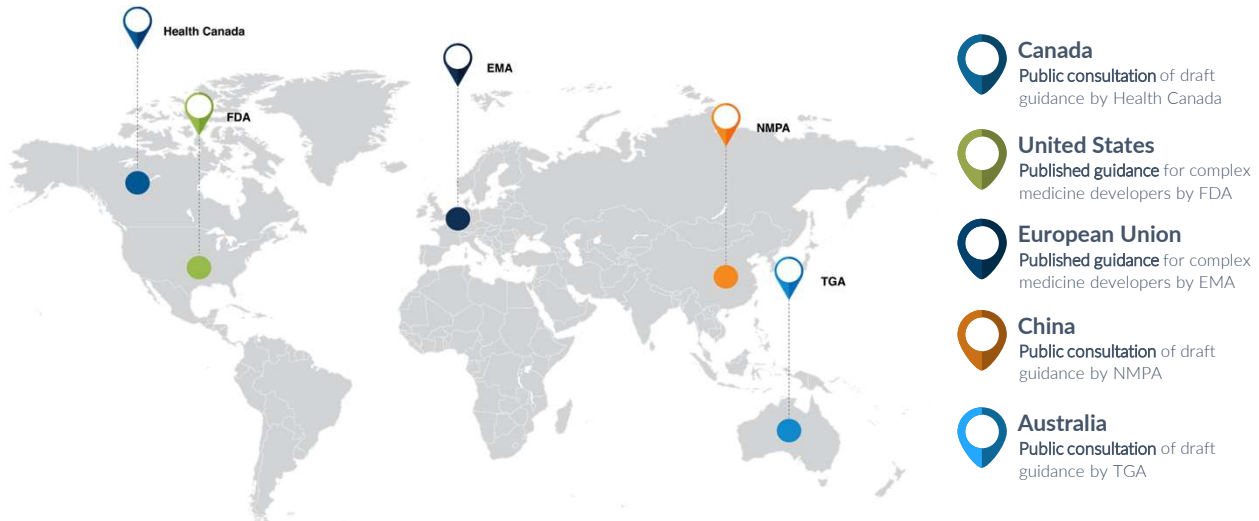 Health Canada
EMA
FDA
NMPA
TGA
Canada
Public consultation of draft
guidance by Health Canada
United States
Published guidance for complex
medicine developers by FDA
European Union
Published guidance for complex
medicine developers by EMA
China
Public consultation of draft
guidance by NMPA
Australia
Public consultation of draft
guidance by TGA